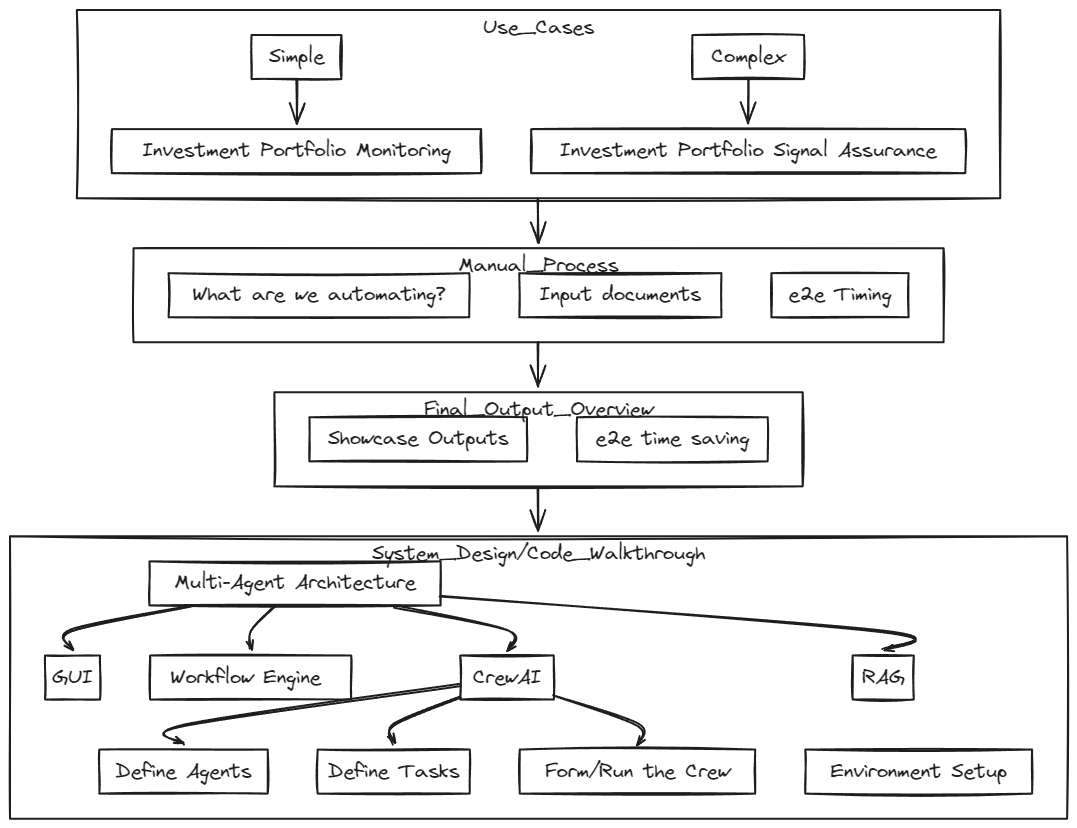 Use_Cases
Simple
Complex
Investment Portfolio Monitoring
Investment Portfolio Signal Assurance
Manual_Process
What are we automating?
Input documents
e2e Timing
Final_Output_Overview
Showcase Outputs
e2e time saving
System_Design/Code_Walkthrough
Multi-Agent Architecture
GUI
Workflow Engine
CrewAI
RAG
Define Agents
Define Tasks
Form/Run the Crew
Environment Setup